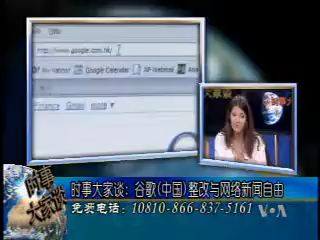 http://www.google.com.hk/
Google Calendar
AP-Webmail
Finance Gmail more ▼
时事大家谈
时事大家谈: 谷歌(中国)整改与网络新闻自由
免费电话: 10810-866-837-5161
VOA